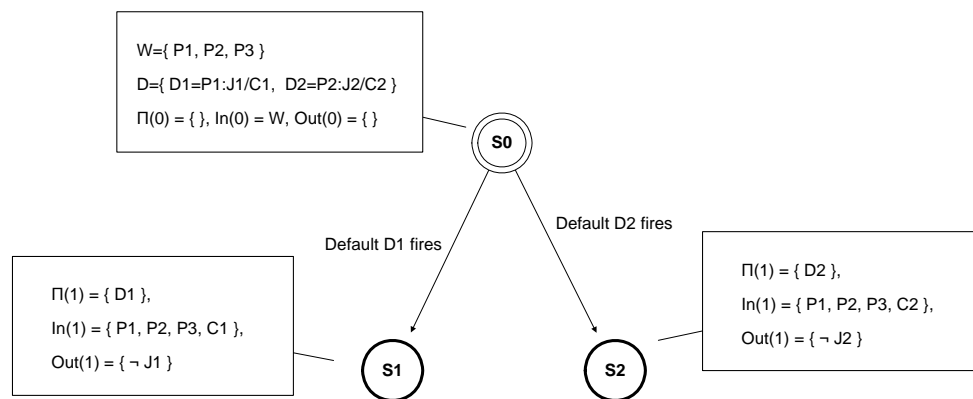 W={ P1, P2, P3 }
D={ D1=P1:J1/C1,  D2=P2:J2/C2 }
Π(0) = { }, In(0) = W, Out(0) = { }
S0
Default D1 fires
Default D2 fires
Π(1) = { D1 },
In(1) = { P1, P2, P3, C1 },
Out(1) = { ¬ J1 }
S1
S2
Π(1) = { D2 },
In(1) = { P1, P2, P3, C2 },
Out(1) = { ¬ J2 }